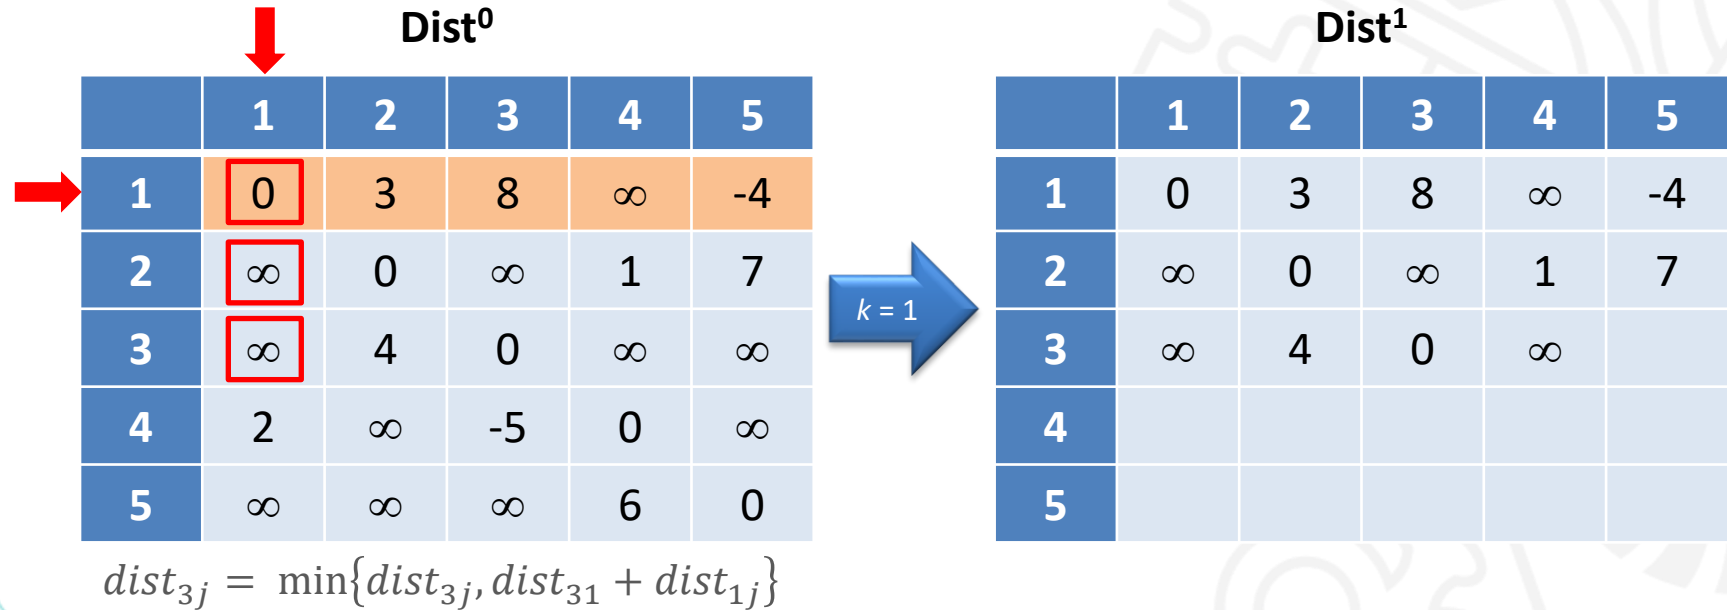 Dist⁰ Dist¹
1 2 3 4 5 1 2 3 4 5
1 0 3 8 ∞ -4 1 0 3 8 ∞ -4
2 ∞ 0 ∞ 1 7 2 ∞ 0 ∞ 1 7
k = 1
3 ∞ 4 0 ∞ ∞ 3 ∞ 4 0 ∞
4 2 ∞ -5 0 ∞ 4
5 ∞ ∞ ∞ 6 0 5
dist₃ⱼ = min{dist₃ⱼ, dist₃₁ + dist₁ⱼ}